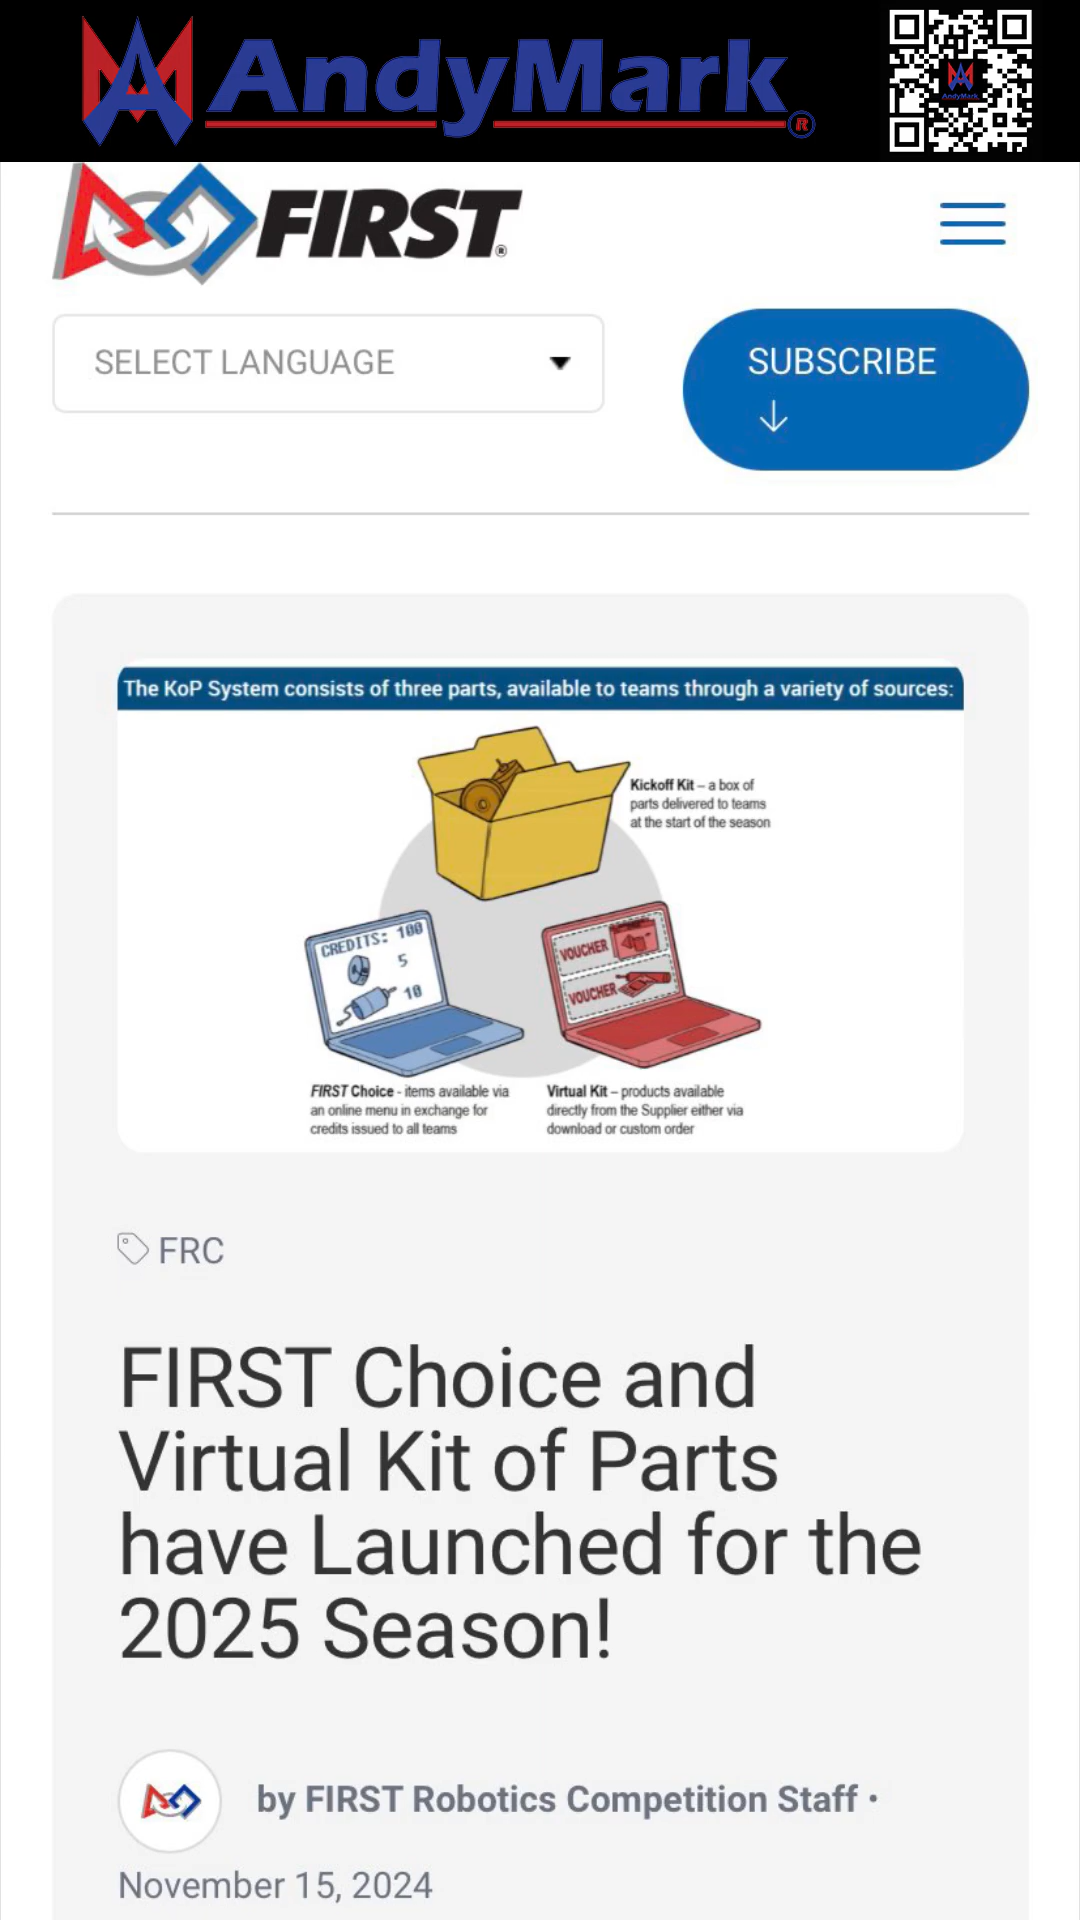 AndyMark®
AndyMark
FIRST®
SELECT LANGUAGE
SUBSCRIBE
The KoP System consists of three parts, available to teams through a variety of sources:
Kickoff Kit – a box of
parts delivered to teams
at the start of the season
CREDITS: 100
5
10
VOUCHER
VOUCHER
FIRST Choice - items available via
an online menu in exchange for
credits issued to all teams
Virtual Kit – products available
directly from the Supplier either via
download or custom order
FRC
FIRST Choice and
Virtual Kit of Parts
have Launched for the
2025 Season!
by FIRST Robotics Competition Staff •
November 15, 2024